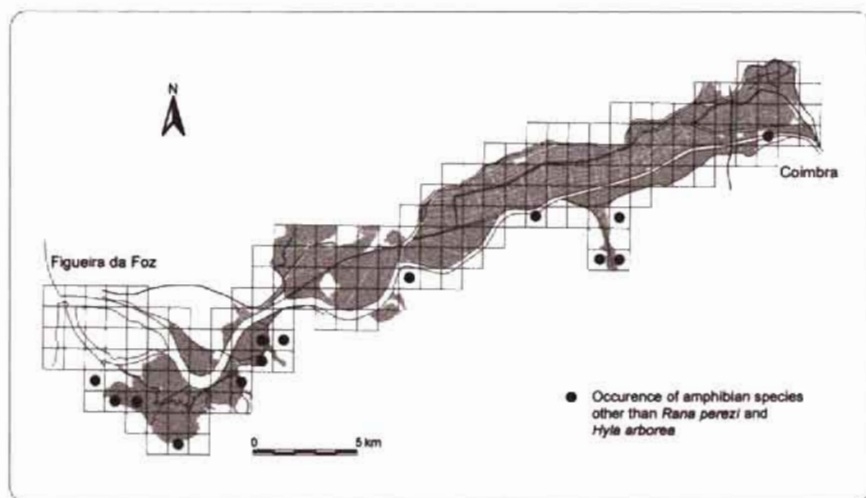 N
Coimbra
Figueira da Foz
Occurence of amphibian species
other than Rana perezi and
Hyla arborea
0 5 km